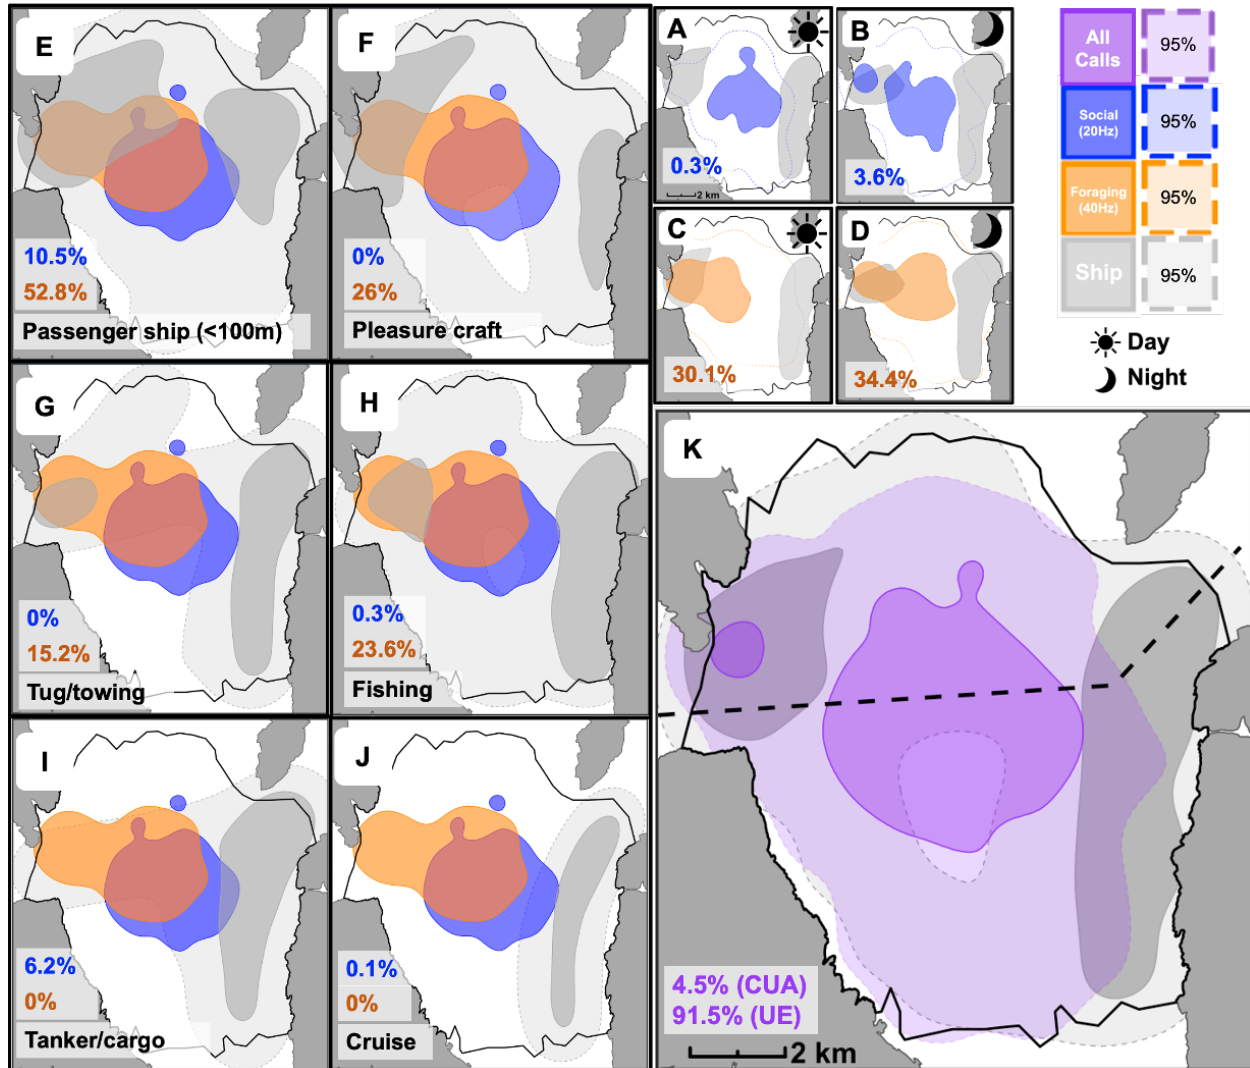 E
10.5%
52.8%
Passenger ship (<100m)
F
0%
26%
Pleasure craft
A
0.3%
2 km
B
3.6%
C
30.1%
D
34.4%
All
Calls
95%
Social
(20Hz)
95%
Foraging
(40Hz)
95%
Ship
95%
Day
Night
G
0%
15.2%
Tug/towing
H
0.3%
23.6%
Fishing
I
6.2%
0%
Tanker/cargo
J
0.1%
0%
Cruise
K
4.5% (CUA)
91.5% (UE)
2 km